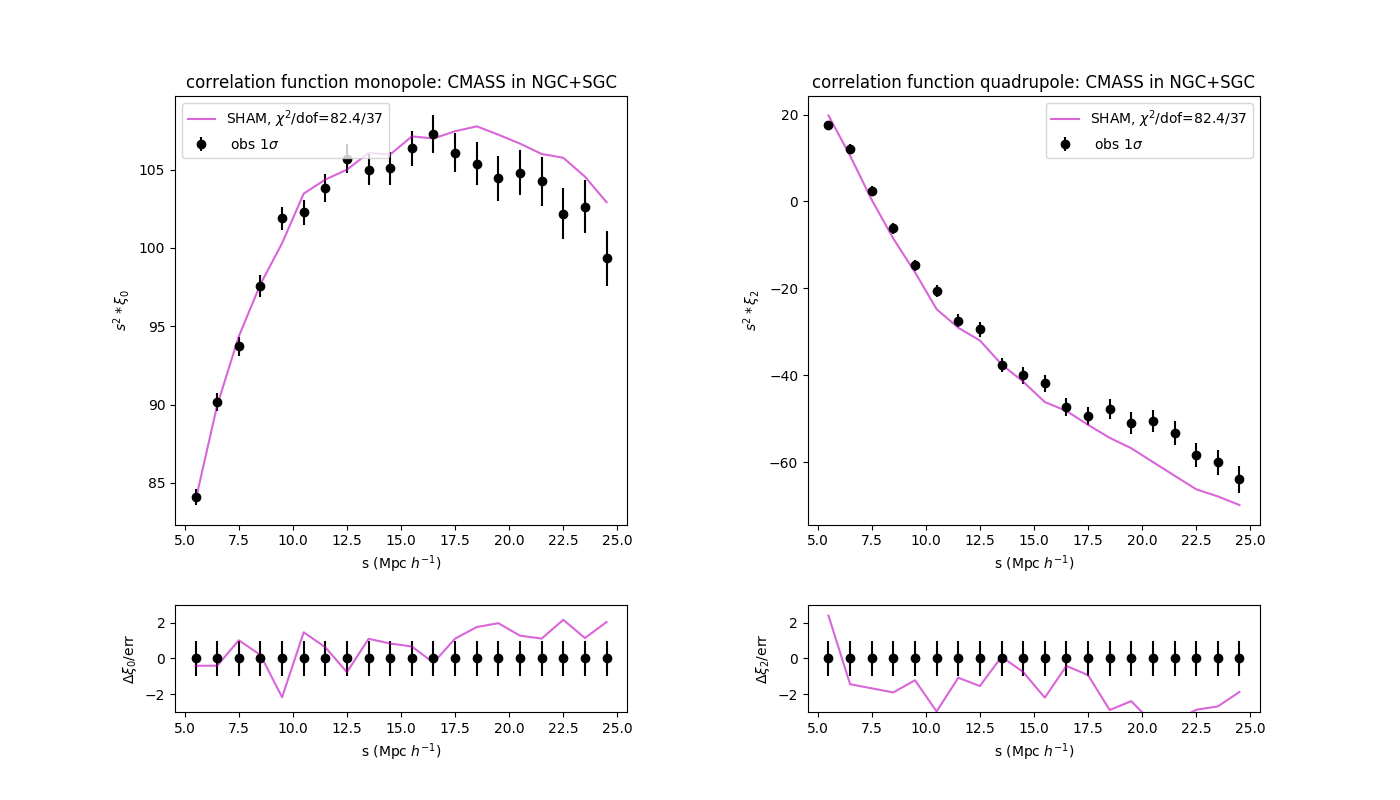 correlation function monopole: CMASS in NGC+SGC
SHAM, χ²/dof=82.4/37
obs 1σ
105
100
95
90
85
s² * ξ₀
5.0 7.5 10.0 12.5 15.0 17.5 20.0 22.5 25.0
s (Mpc h⁻¹)
2
0
−2
Δξ₀/err
5.0 7.5 10.0 12.5 15.0 17.5 20.0 22.5 25.0
s (Mpc h⁻¹)
correlation function quadrupole: CMASS in NGC+SGC
SHAM, χ²/dof=82.4/37
obs 1σ
20
0
−20
−40
−60
s² * ξ₂
5.0 7.5 10.0 12.5 15.0 17.5 20.0 22.5 25.0
s (Mpc h⁻¹)
2
0
−2
Δξ₂/err
5.0 7.5 10.0 12.5 15.0 17.5 20.0 22.5 25.0
s (Mpc h⁻¹)